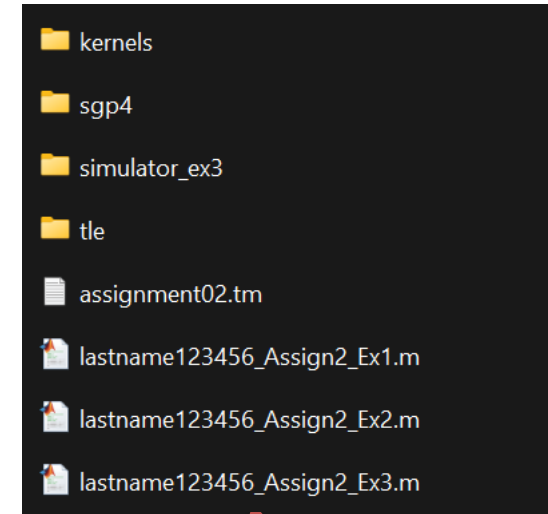 kernels
sgp4
simulator_ex3
tle
assignment02.tm
lastname123456_Assign2_Ex1.m
lastname123456_Assign2_Ex2.m
lastname123456_Assign2_Ex3.m